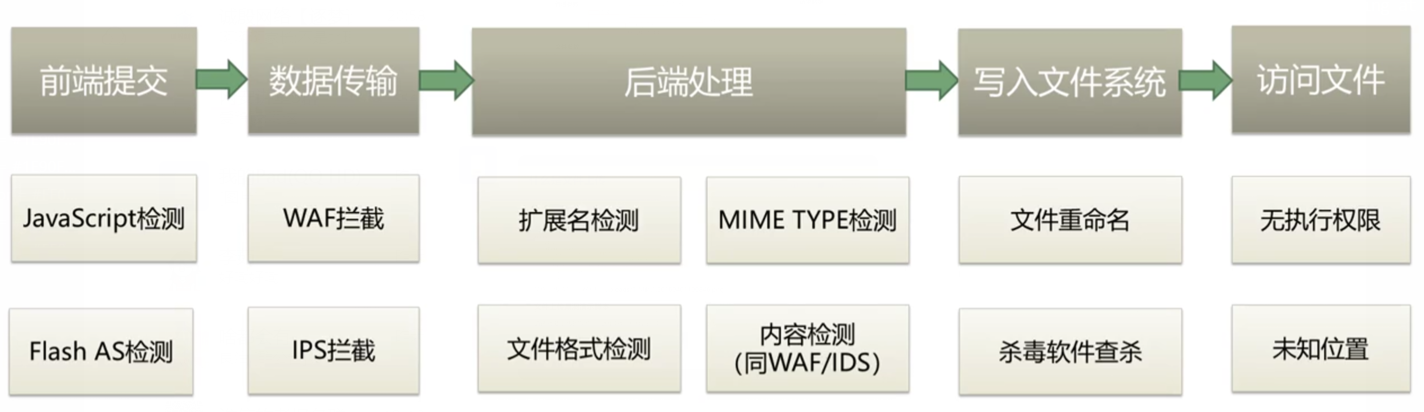 前端提交
数据传输
后端处理
写入文件系统
访问文件
JavaScript检测
WAF拦截
扩展名检测
MIME TYPE检测
文件重命名
无执行权限
Flash AS检测
IPS拦截
文件格式检测
内容检测
（同WAF/IDS）
杀毒软件查杀
未知位置